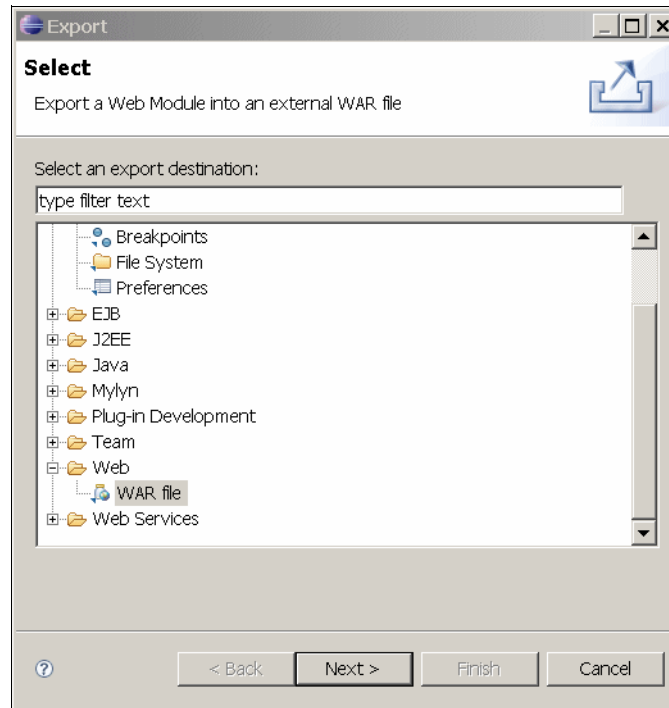 Export
Select
Export a Web Module into an external WAR file
Select an export destination:
type filter text
Breakpoints
File System
Preferences
EJB
J2EE
Java
Mylyn
Plug-in Development
Team
Web
WAR file
Web Services
? < Back Next > Finish Cancel